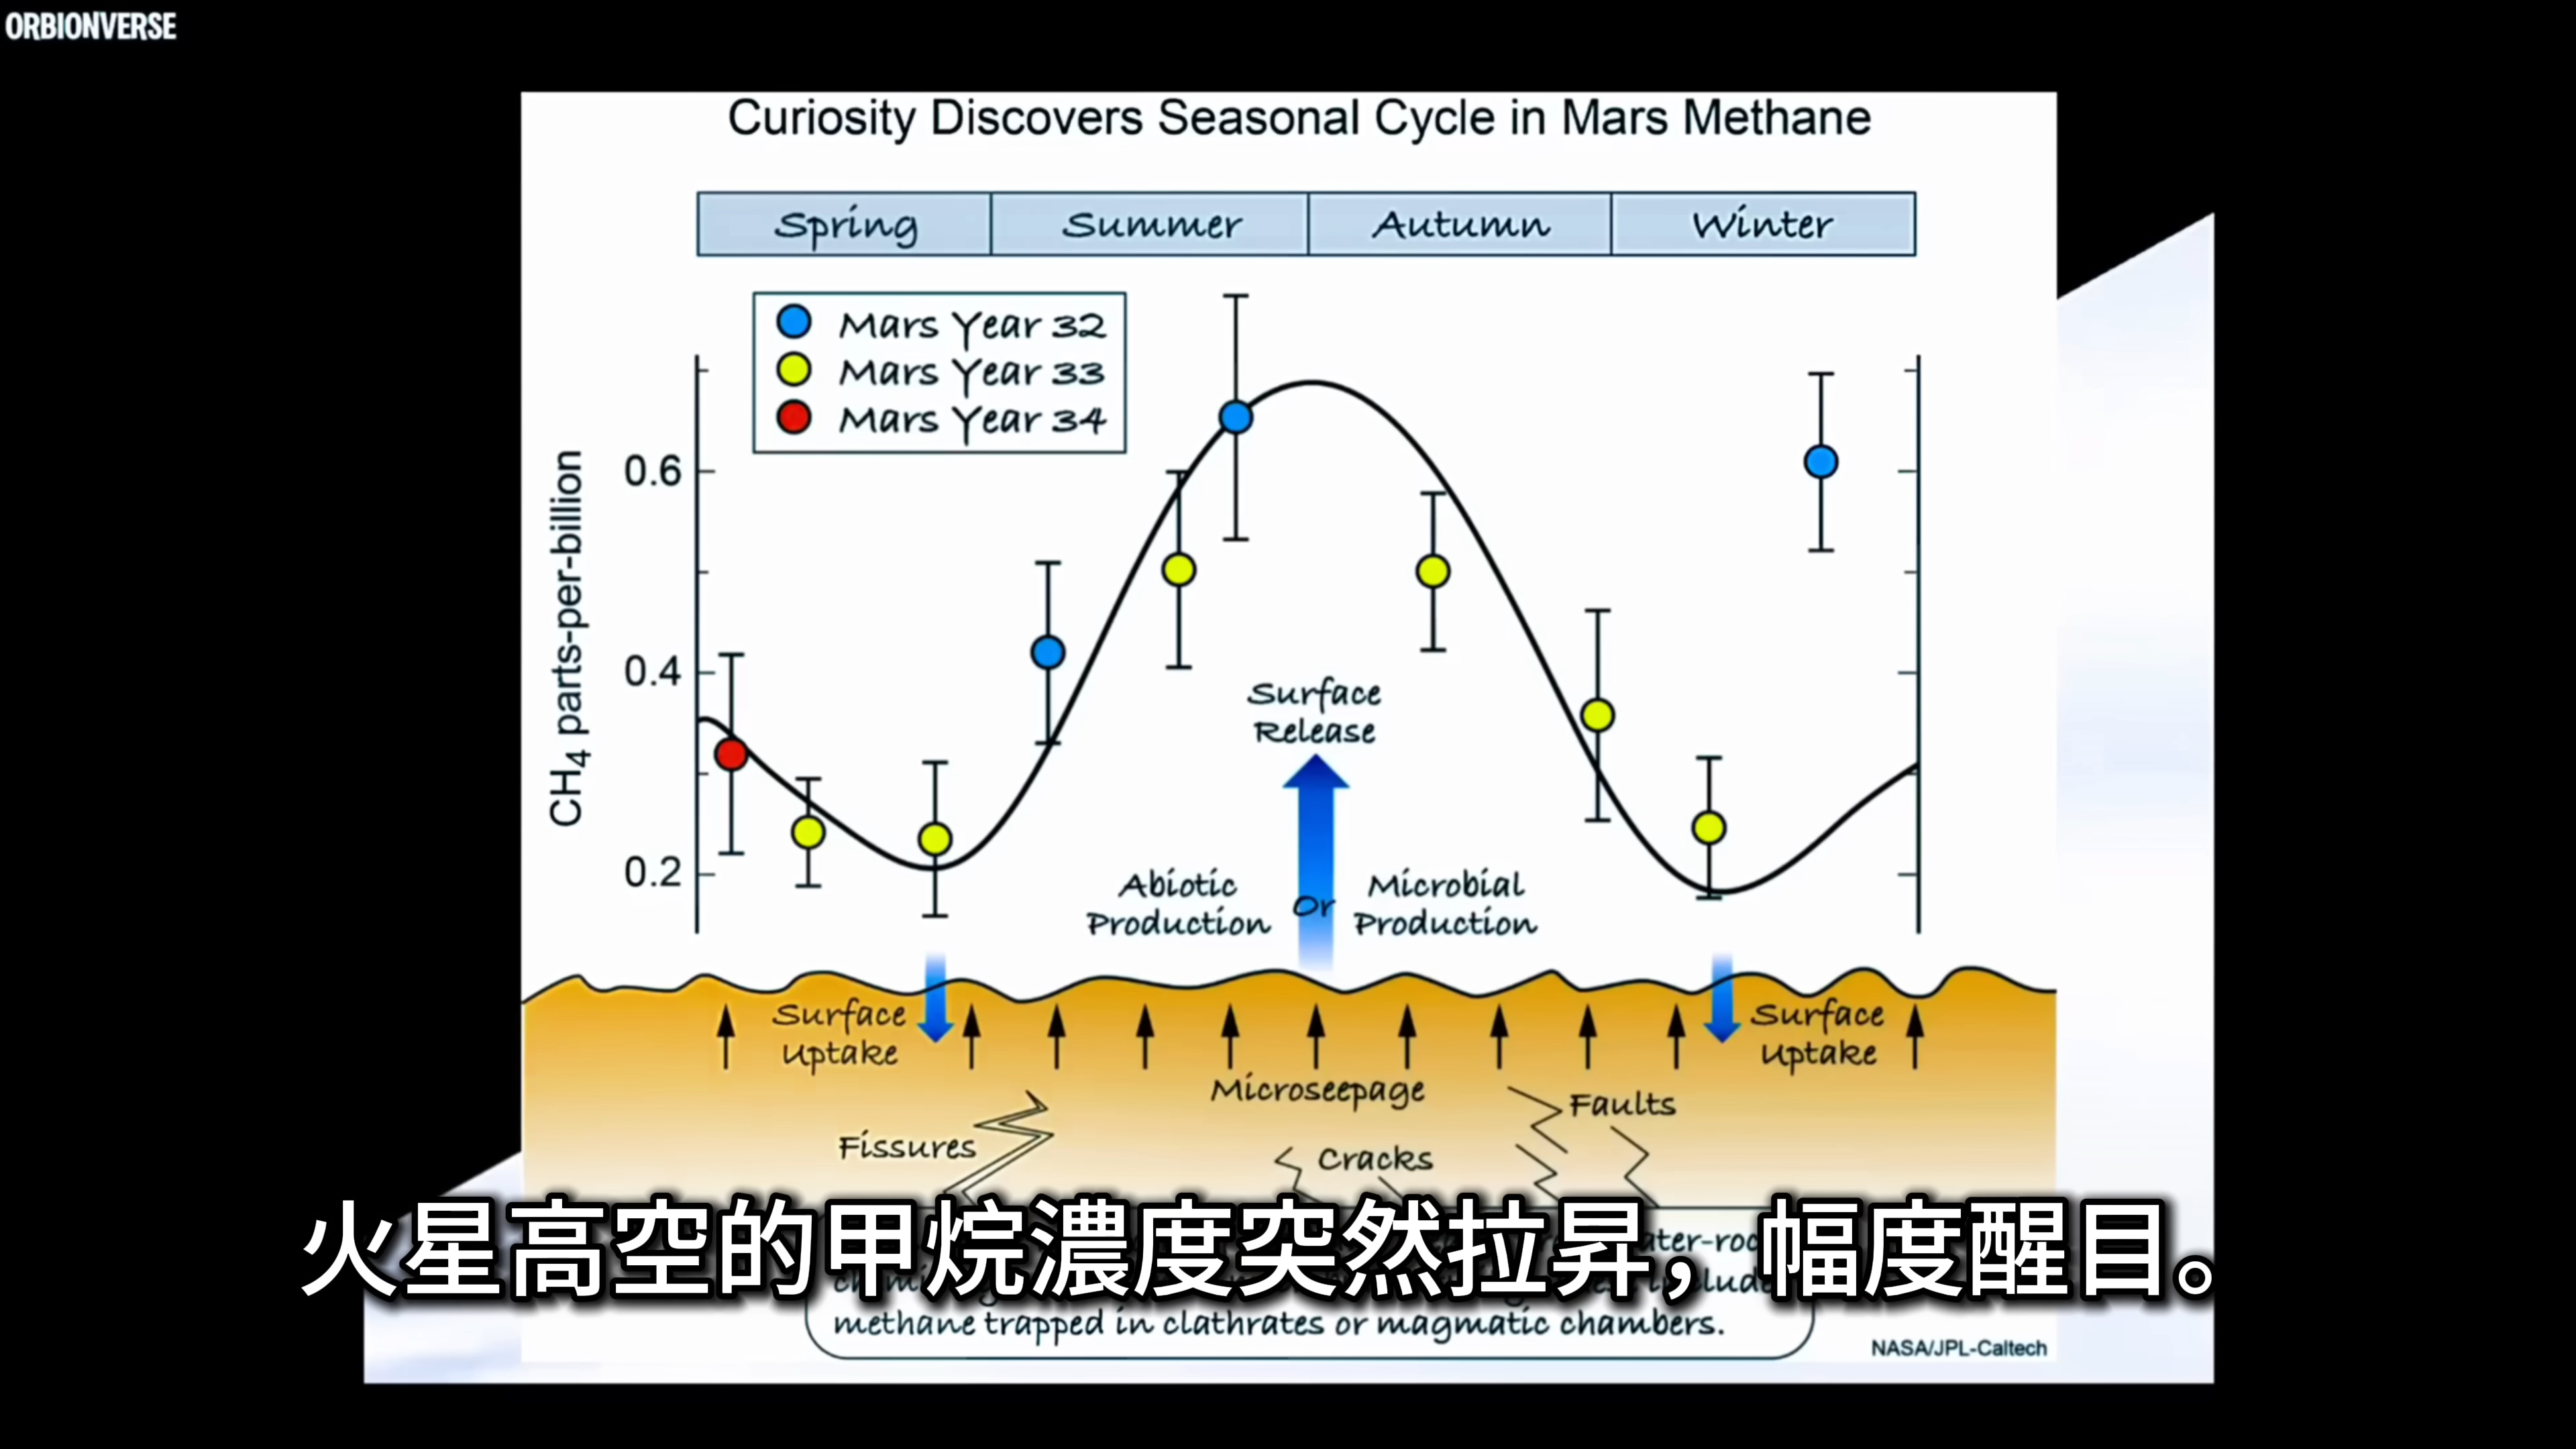 ORBIONVERSE
Curiosity Discovers Seasonal Cycle in Mars Methane
Spring Summer Autumn Winter
Mars Year 32
Mars Year 33
Mars Year 34
CH4 parts-per-billion
0.6
0.4
0.2
Surface
Release
Abiotic
Production
Or
Microbial
Production
Surface
Uptake
Surface
Uptake
Microseepage
Fissures
Cracks
Faults
火星高空的甲烷濃度突然拉昇，幅度醒目。
methane trapped in clathrates or magmatic chambers.
NASA/JPL-Caltech